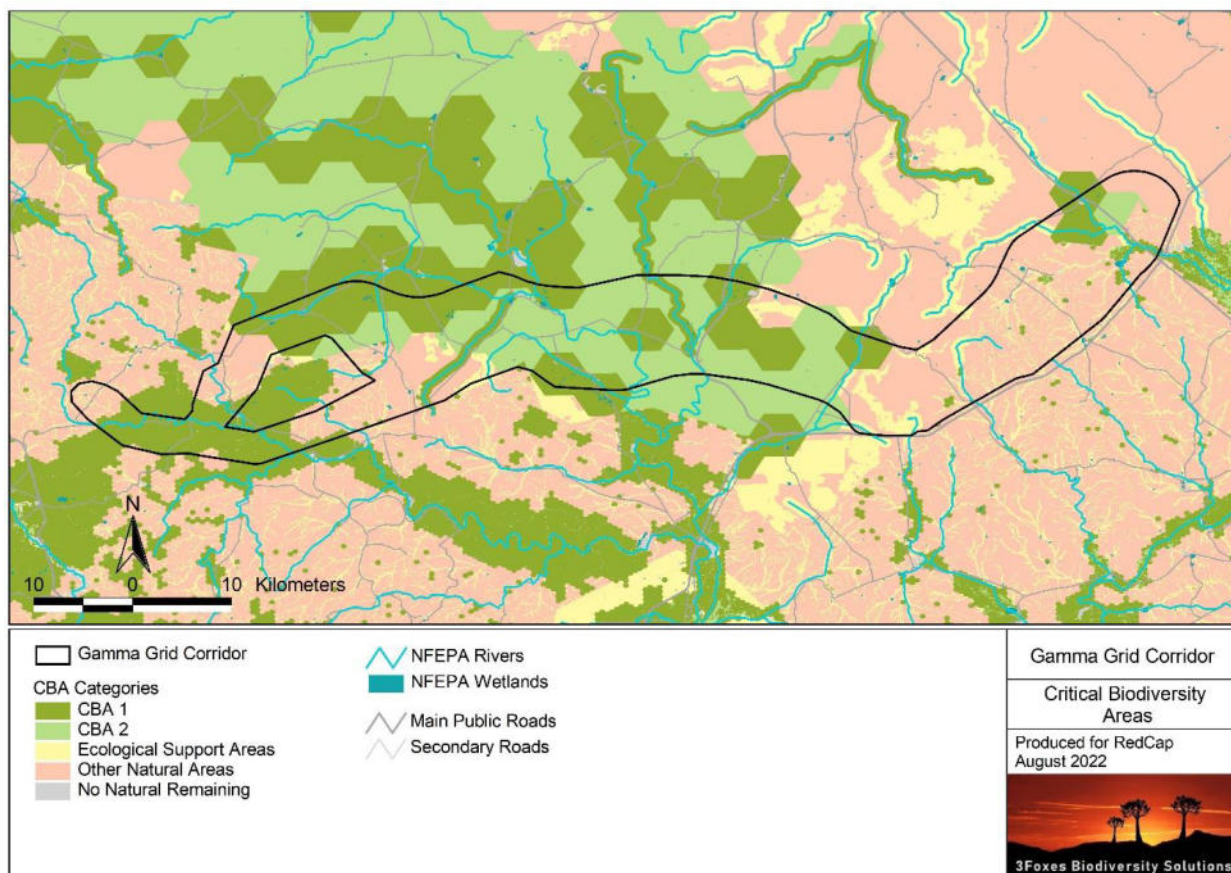 N
10 0 10 Kilometers
Gamma Grid Corridor
CBA Categories
CBA 1
CBA 2
Ecological Support Areas
Other Natural Areas
No Natural Remaining
NFEPA Rivers
NFEPA Wetlands
Main Public Roads
Secondary Roads
Gamma Grid Corridor
Critical Biodiversity
Areas
Produced for RedCap
August 2022
3Foxes Biodiversity Solutions